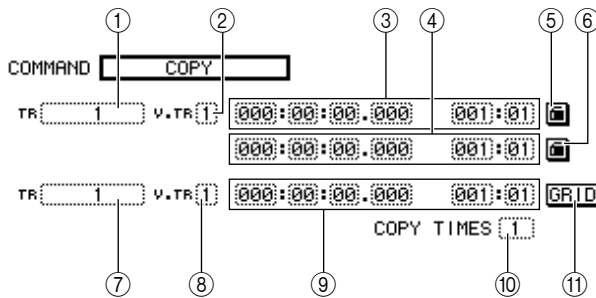 ① ② ③ ④ ⑤ ⑥
COMMAND COPY
TR 1 V.TR 1 000:00:00.000 001:01
000:00:00.000 001:01
TR 1 V.TR 1 000:00:00.000 001:01 GRID
COPY TIMES 1
⑦ ⑧ ⑨ ⑩ ⑪